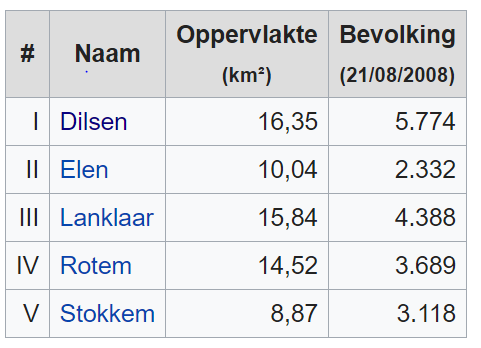 # Naam Oppervlakte (km²) Bevolking (21/08/2008)
I Dilsen 16,35 5.774
II Elen 10,04 2.332
III Lanklaar 15,84 4.388
IV Rotem 14,52 3.689
V Stokkem 8,87 3.118